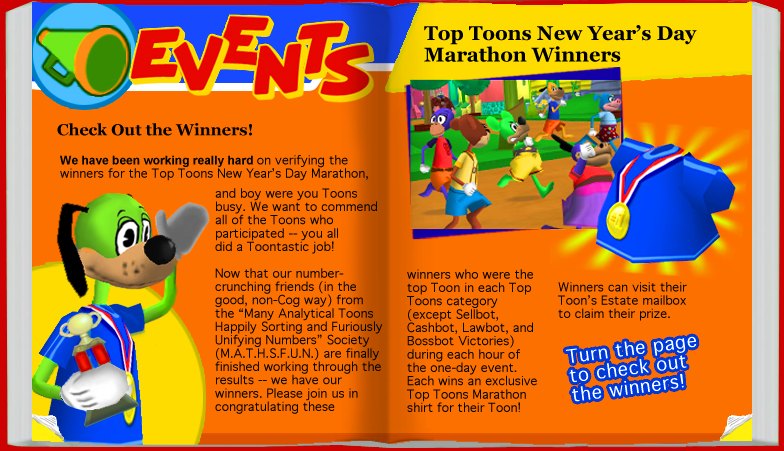 EVENTS
Check Out the Winners!
We have been working really hard on verifying the
winners for the Top Toons New Year's Day Marathon,
and boy were you Toons
busy. We want to commend
all of the Toons who
participated -- you all
did a Toontastic job!
Now that our number-
crunching friends (in the
good, non-Cog way) from
the “Many Analytical Toons
Happily Sorting and Furiously
Unifying Numbers” Society
(M.A.T.H.S.F.U.N.) are finally
finished working through the
results -- we have our
winners. Please join us in
congratulating these
Top Toons New Year's Day
Marathon Winners
winners who were the
top Toon in each Top
Toons category
(except Sellbot,
Cashbot, Lawbot, and
Bossbot Victories)
during each hour of
the one-day event.
Each wins an exclusive
Top Toons Marathon
shirt for their Toon!
Winners can visit their
Toon's Estate mailbox
to claim their prize.
Turn the page
to check out
the winners!